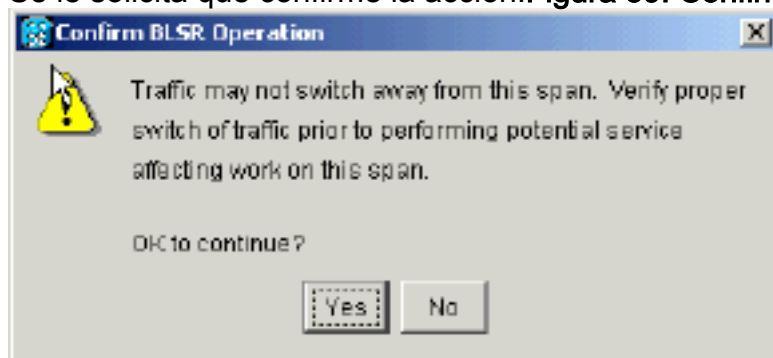 Confirm BLSR Operation
Traffic may not switch away from this span. Verify proper
switch of traffic prior to performing potential service
affecting work on this span.
OK to continue?
Yes
No